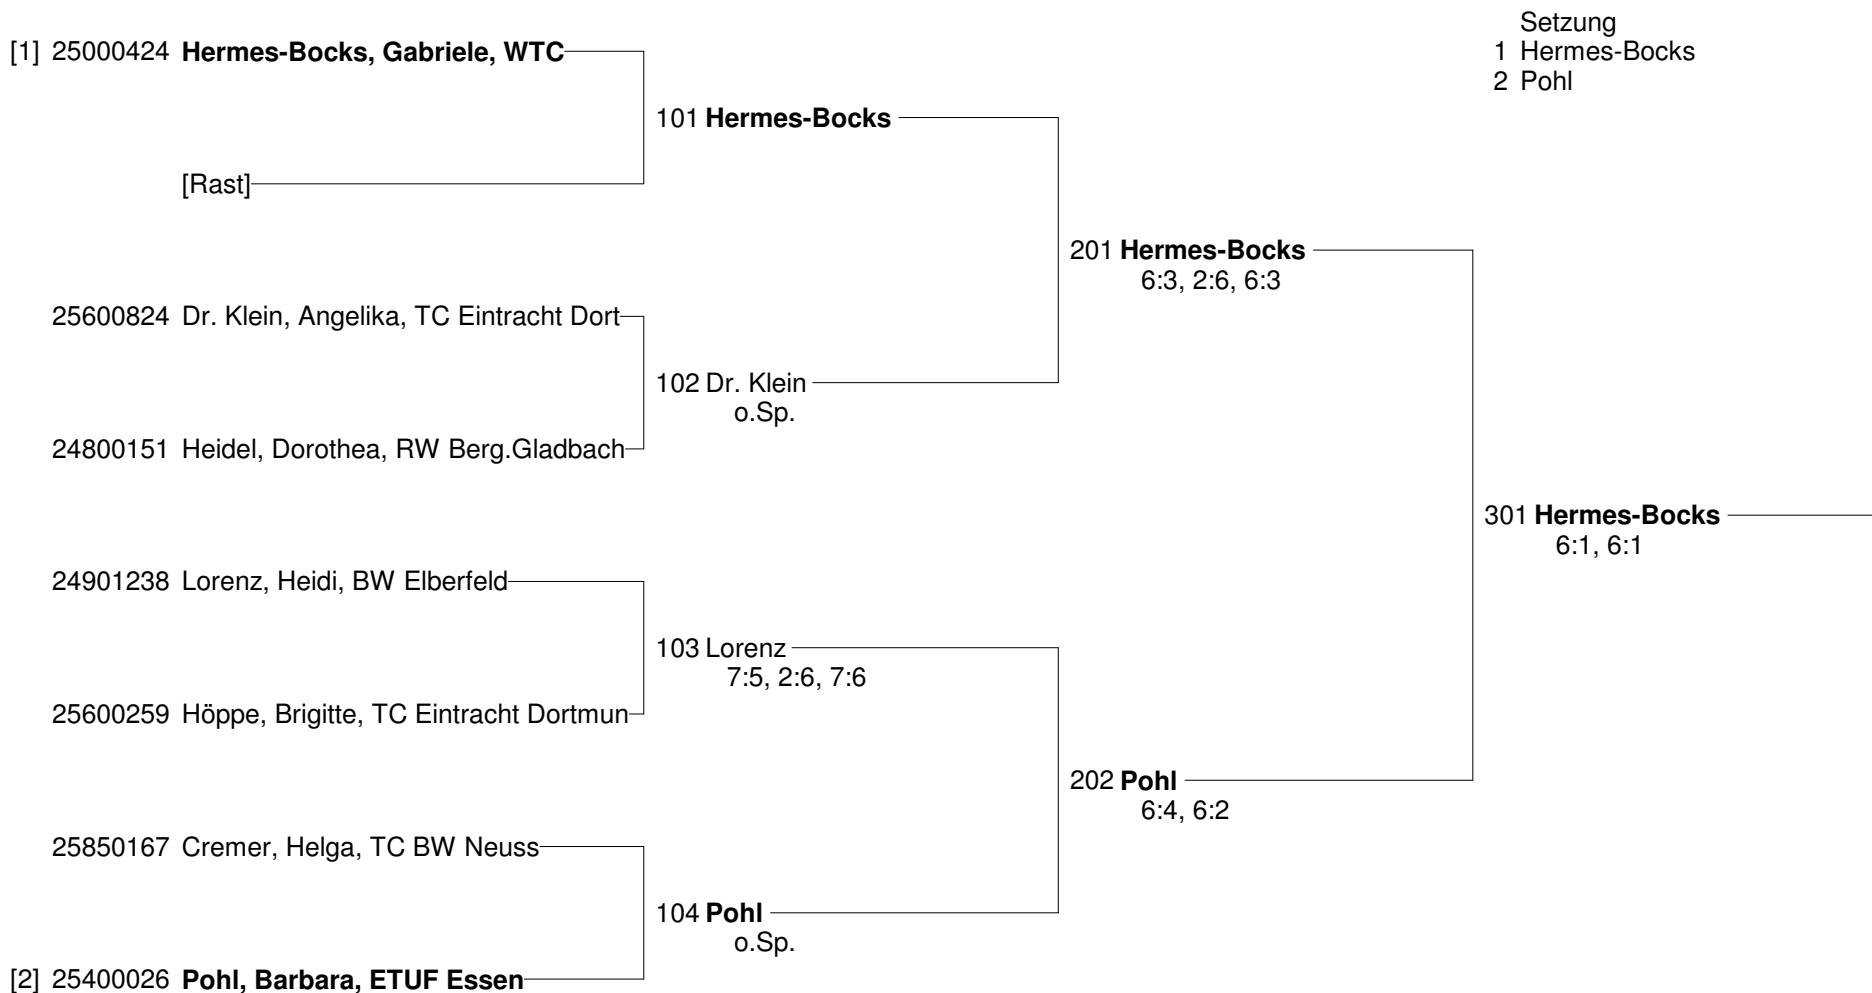 Setzung
1 Hermes-Bocks
2 Pohl
[1] 25000424 Hermes-Bocks, Gabriele, WTC
101 Hermes-Bocks
[Rast]
201 Hermes-Bocks
6:3, 2:6, 6:3
25600824 Dr. Klein, Angelika, TC Eintracht Dort
102 Dr. Klein
o.Sp.
24800151 Heidel, Dorothea, RW Berg.Gladbach
301 Hermes-Bocks
6:1, 6:1
24901238 Lorenz, Heidi, BW Elberfeld
103 Lorenz
7:5, 2:6, 7:6
25600259 Höppe, Brigitte, TC Eintracht Dortmun
202 Pohl
6:4, 6:2
25850167 Cremer, Helga, TC BW Neuss
104 Pohl
o.Sp.
[2] 25400026 Pohl, Barbara, ETUF Essen